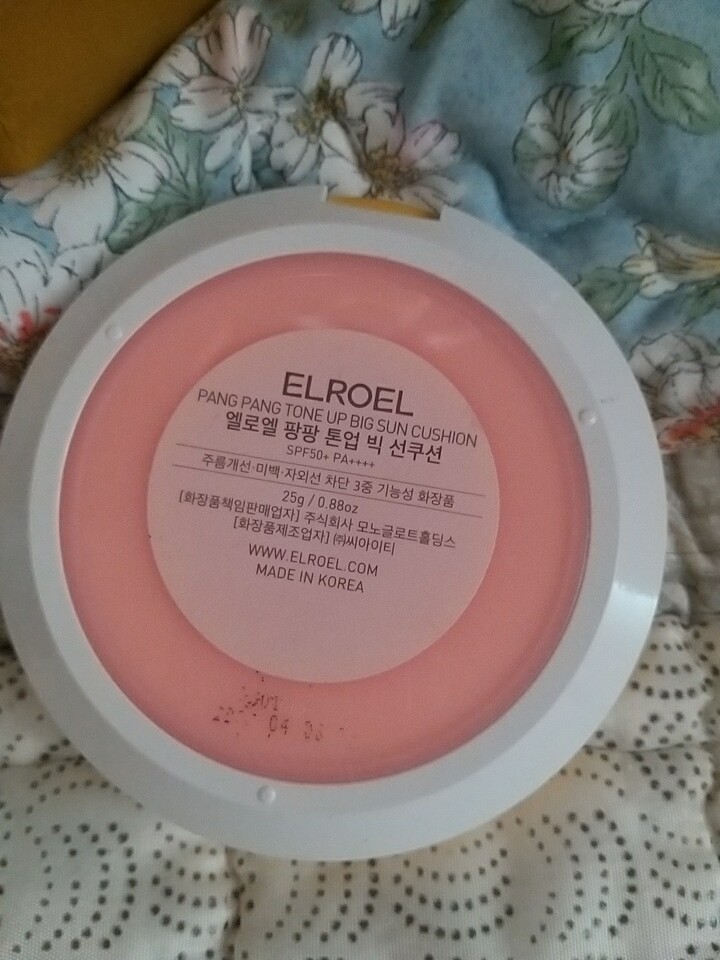 ELROEL
PANG PANG TONE UP BIG SUN CUSHION
엘로엘 팡팡 톤업 빅 선쿠션
SPF50+ PA++++
주름개선·미백·자외선 차단 3중 기능성 화장품
25g / 0.88oz
[화장품책임판매업자] 주식회사 모노글로트홀딩스
[화장품제조업자] ㈜씨아이티
WWW.ELROEL.COM
MADE IN KOREA
04